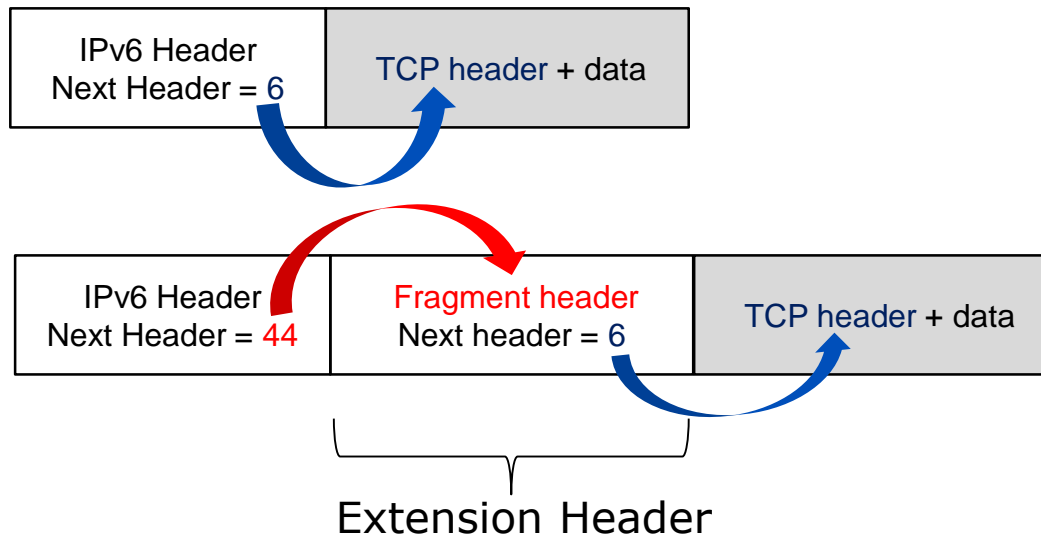 IPv6 Header
Next Header = 6
TCP header + data
IPv6 Header
Next Header = 44
Fragment header
Next header = 6
TCP header + data
Extension Header